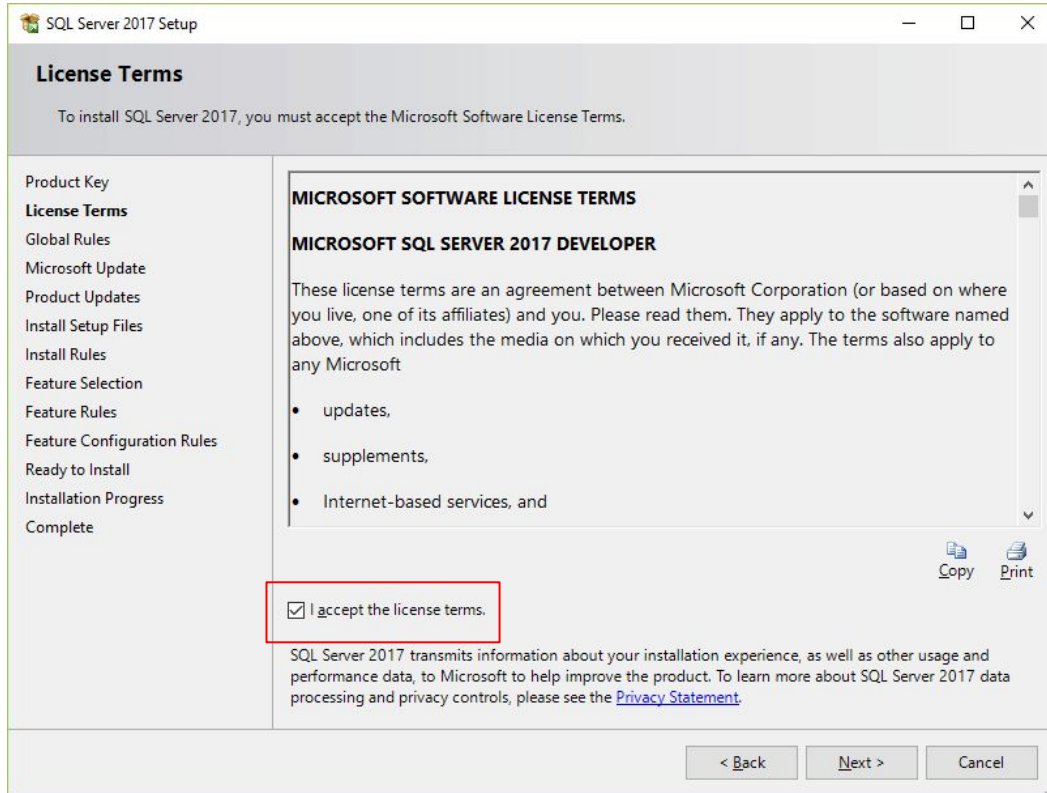 SQL Server 2017 Setup
License Terms
To install SQL Server 2017, you must accept the Microsoft Software License Terms.
Product Key
License Terms
Global Rules
Microsoft Update
Product Updates
Install Setup Files
Install Rules
Feature Selection
Feature Rules
Feature Configuration Rules
Ready to Install
Installation Progress
Complete
MICROSOFT SOFTWARE LICENSE TERMS
MICROSOFT SQL SERVER 2017 DEVELOPER
These license terms are an agreement between Microsoft Corporation (or based on where
you live, one of its affiliates) and you. Please read them. They apply to the software named
above, which includes the media on which you received it, if any. The terms also apply to
any Microsoft
• updates,
• supplements,
• Internet-based services, and
Copy Print
I accept the license terms.
SQL Server 2017 transmits information about your installation experience, as well as other usage and
performance data, to Microsoft to help improve the product. To learn more about SQL Server 2017 data
processing and privacy controls, please see the Privacy Statement.
< Back Next > Cancel